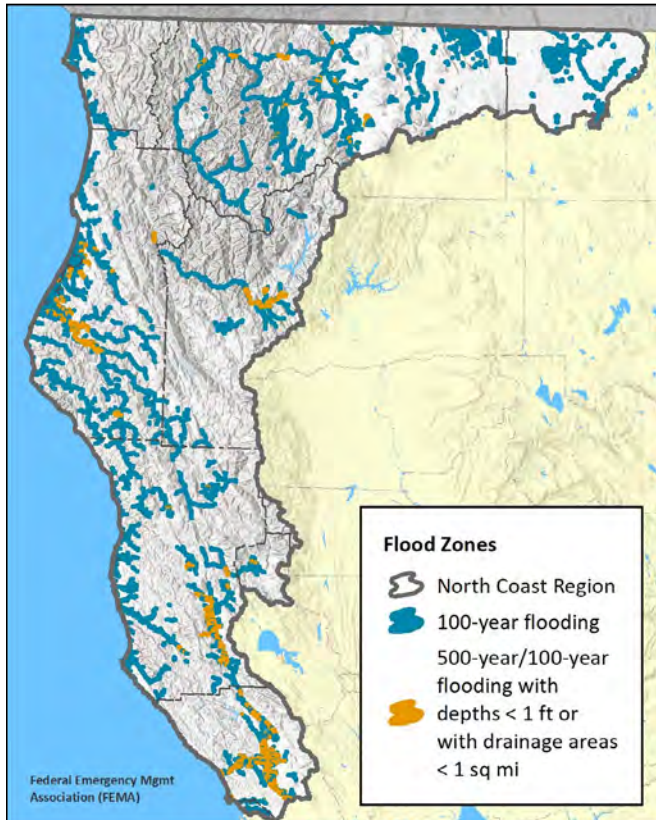 Flood Zones
North Coast Region
100-year flooding
500-year/100-year
flooding with
depths < 1 ft or
with drainage areas
< 1 sq mi
Federal Emergency Mgmt
Association (FEMA)